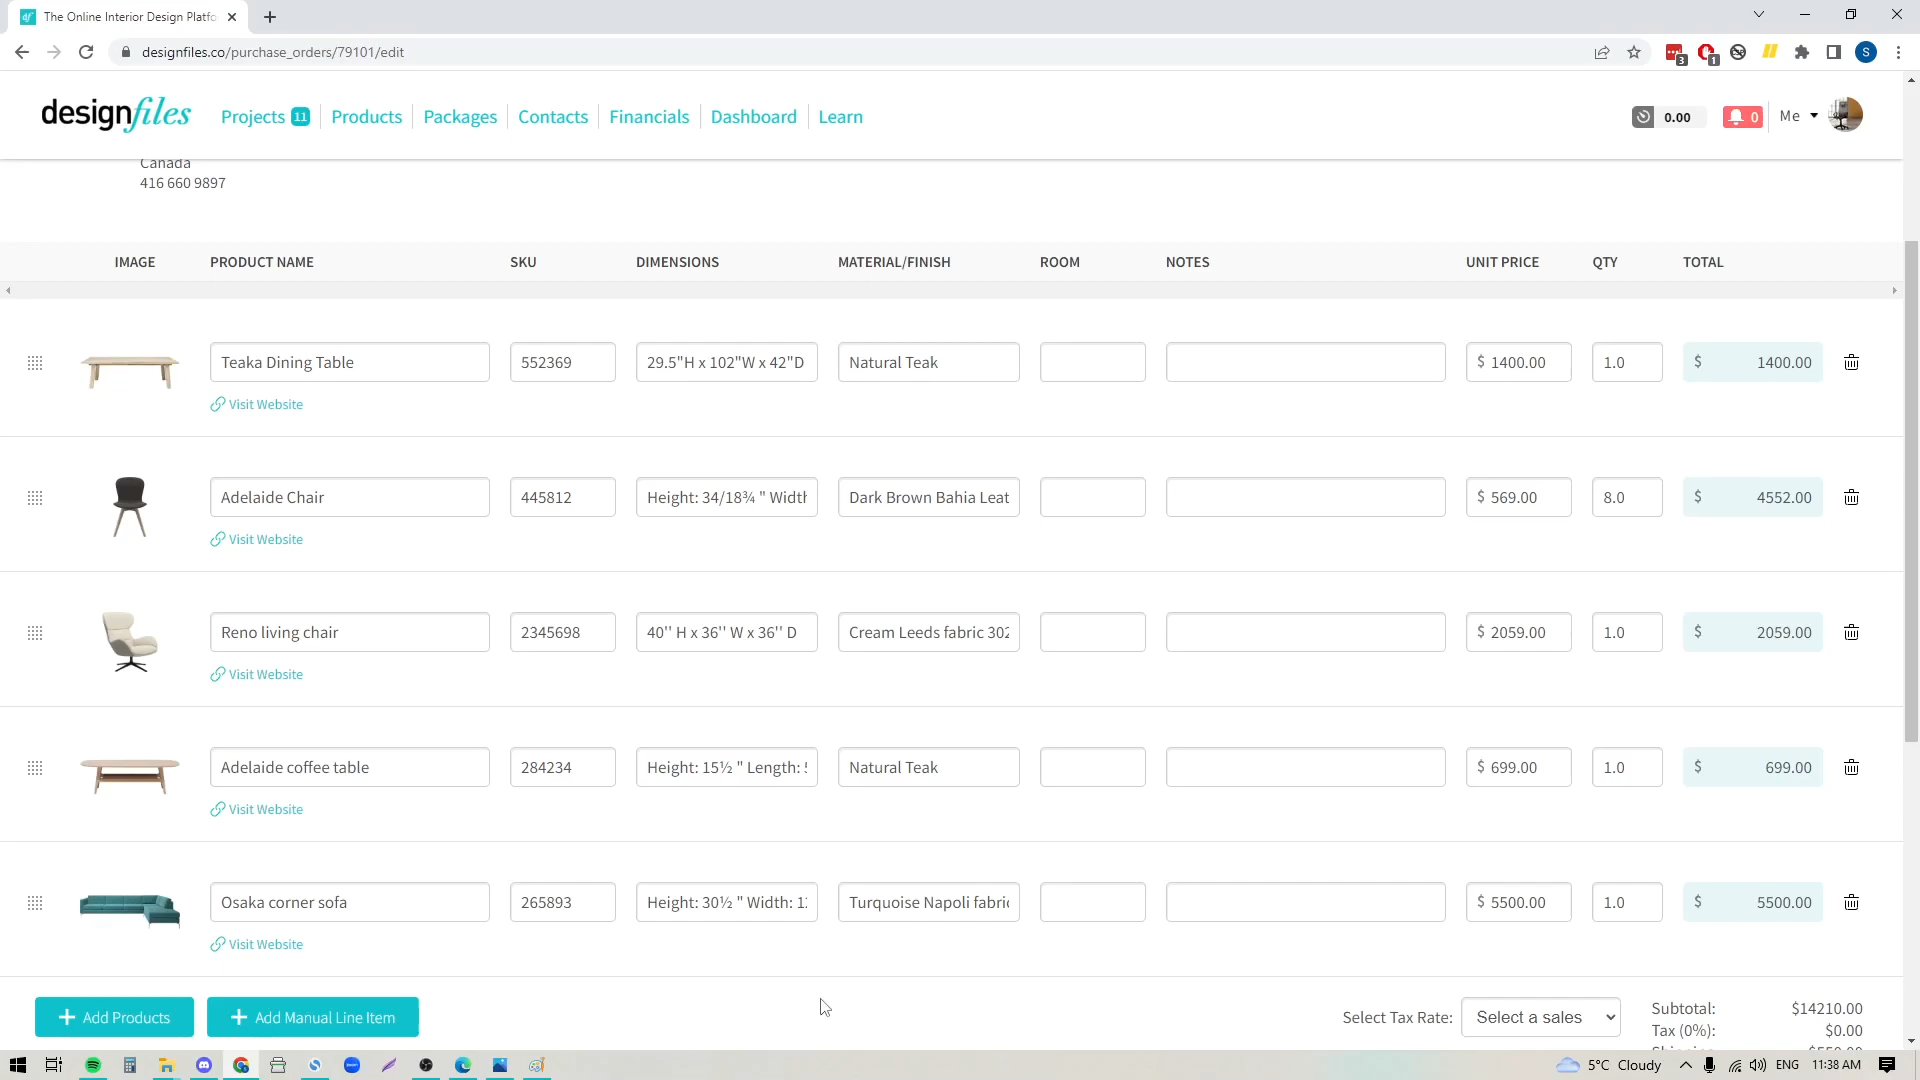 The Online Interior Design Platfo
designfiles.co/purchase_orders/79101/edit
3
1
S
designfiles
Projects 11
Products
Packages
Contacts
Financials
Dashboard
Learn
0.00
0
Me
Canada
416 660 9897
IMAGE PRODUCT NAME SKU DIMENSIONS MATERIAL/FINISH ROOM NOTES UNIT PRICE QTY TOTAL
Teaka Dining Table 552369 29.5"H x 102"W x 42"D Natural Teak $ 1400.00 1.0 $ 1400.00
Visit Website
Adelaide Chair 445812 Height: 34/18¾ " Width Dark Brown Bahia Leat $ 569.00 8.0 $ 4552.00
Visit Website
Reno living chair 2345698 40'' H x 36'' W x 36'' D Cream Leeds fabric 302 $ 2059.00 1.0 $ 2059.00
Visit Website
Adelaide coffee table 284234 Height: 15½ " Length: Natural Teak $ 699.00 1.0 $ 699.00
Visit Website
Osaka corner sofa 265893 Height: 30½ " Width: 1 Turquoise Napoli fabric $ 5500.00 1.0 $ 5500.00
Visit Website
+ Add Products
+ Add Manual Line Item
Select Tax Rate: Select a sales
Subtotal: $14210.00
Tax (0%): $0.00
5°C Cloudy
ENG
11:38 AM